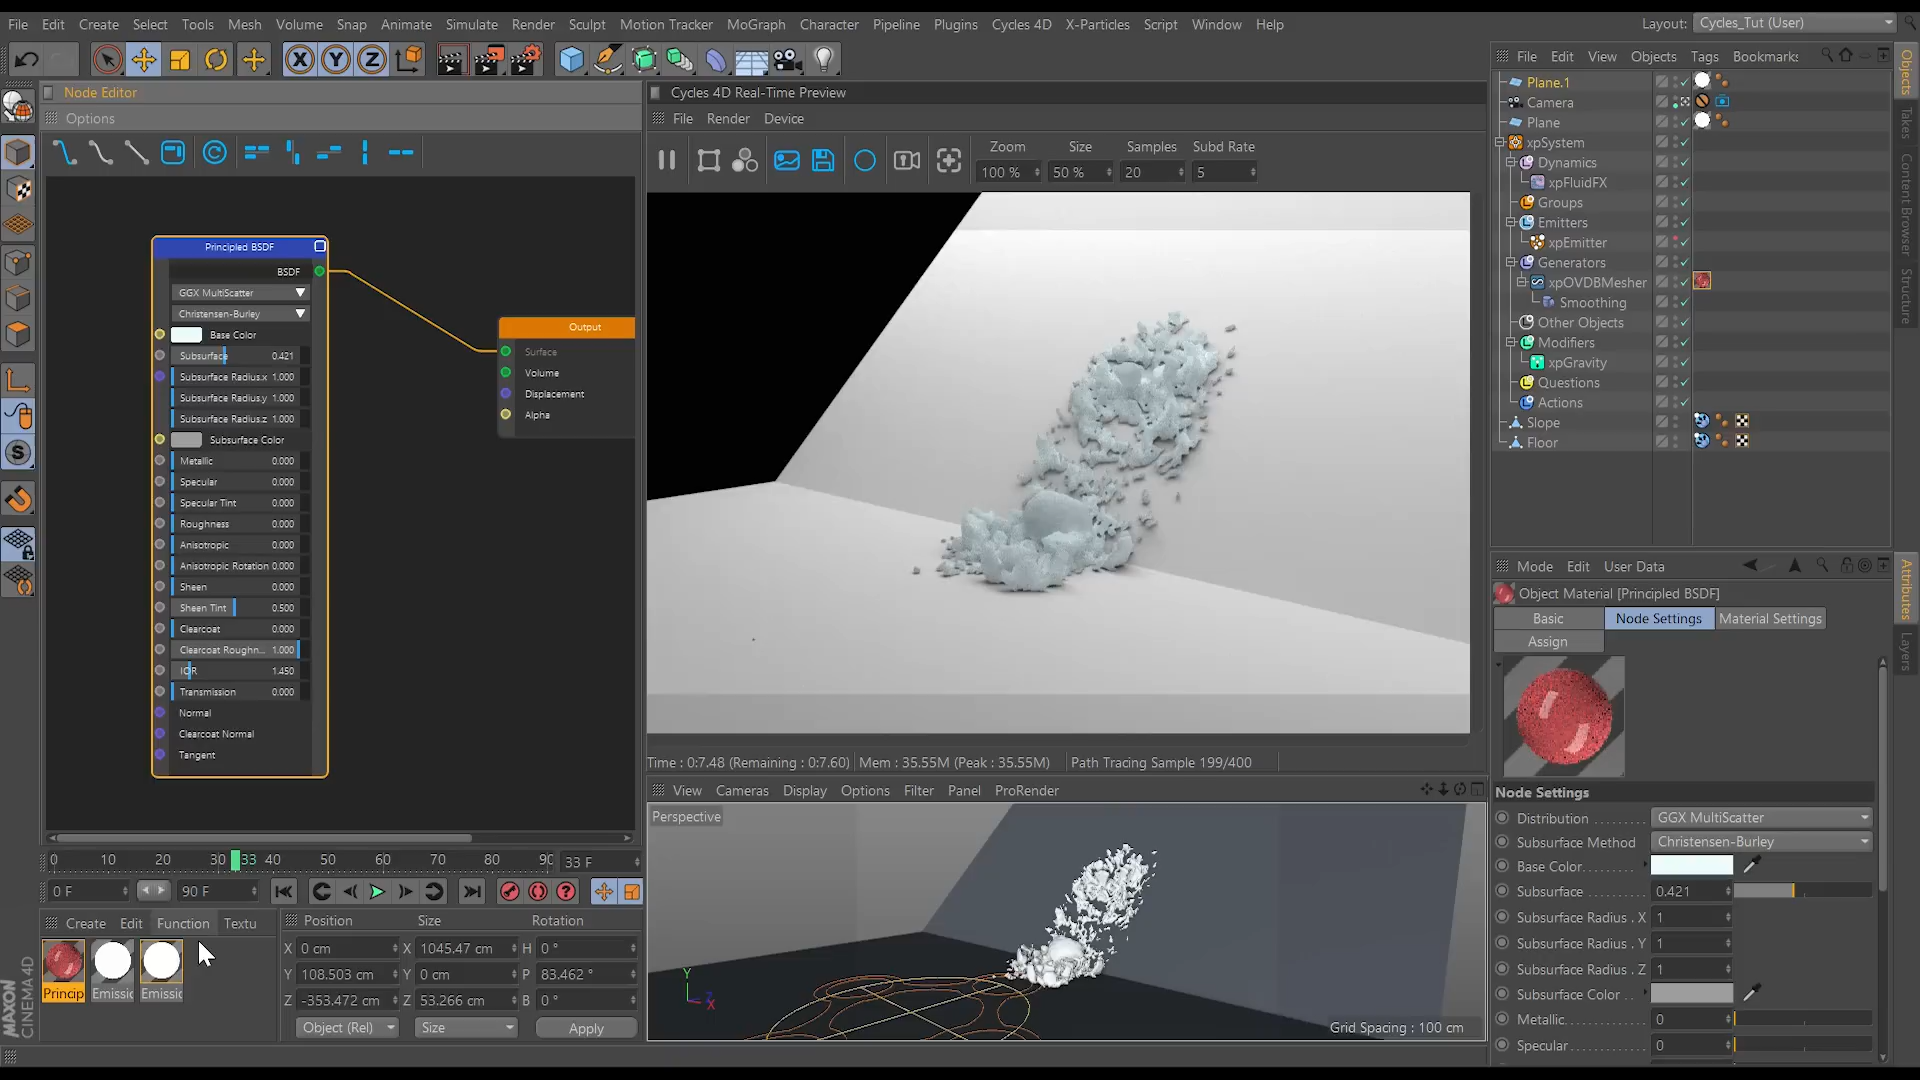 File Edit Create Select Tools Mesh Volume Snap Animate Simulate Render Sculpt Motion Tracker MoGraph Character Pipeline Plugins Cycles 4D X-Particles Script Window Help
Layout: Cycles_Tut (User)
Node Editor
Options
Principled BSDF
BSDF
GGX MultiScatter
Christensen-Burley
Base Color
Subsurface 0.421
Subsurface Radius.x 1.000
Subsurface Radius.y 1.000
Subsurface Radius.z 1.000
Subsurface Color
Metallic 0.000
Specular 0.000
Specular Tint 0.000
Roughness 0.000
Anisotropic 0.000
Anisotropic Rotation 0.000
Sheen 0.000
Sheen Tint 0.500
Clearcoat 0.000
Clearcoat Roughn... 1.000
IOR 1.450
Transmission 0.000
Normal
Clearcoat Normal
Tangent
Output
Surface
Volume
Displacement
Alpha
Cycles 4D Real-Time Preview
File Render Device
Zoom Size Samples Subd Rate
100 % 50 % 20 5
Time : 0:7.48 (Remaining : 0:7.60) Mem : 35.55M (Peak : 35.55M) Path Tracing Sample 199/400
View Cameras Display Options Filter Panel ProRender
Perspective
Y
X
Grid Spacing : 100 cm
0 10 20 30 33 40 50 60 70 80 90 33 F
0 F 90 F
Create Edit Function Textu
Princip Emissic Emissic
Position Size Rotation
X 0 cm X 1045.47 cm H 0 °
Y 108.503 cm Y 0 cm P 83.462 °
Z -353.472 cm Z 53.266 cm B 0 °
Object (Rel) Size Apply
MAXON
CINEMA 4D
File Edit View Objects Tags Bookmarks
Plane.1
Camera
Plane
xpSystem
Dynamics
xpFluidFX
Groups
Emitters
xpEmitter
Generators
xpOVDBMesher
Smoothing
Other Objects
Modifiers
xpGravity
Questions
Actions
Slope
Floor
Objects
Takes
Content Browser
Structure
Mode Edit User Data
Object Material [Principled BSDF]
Basic Node Settings Material Settings
Assign
Node Settings
Distribution GGX MultiScatter
Subsurface Method Christensen-Burley
Base Color
Subsurface 0.421
Subsurface Radius . X 1
Subsurface Radius . Y 1
Subsurface Radius . Z 1
Subsurface Color
Metallic 0
Specular 0
Attributes
Layers